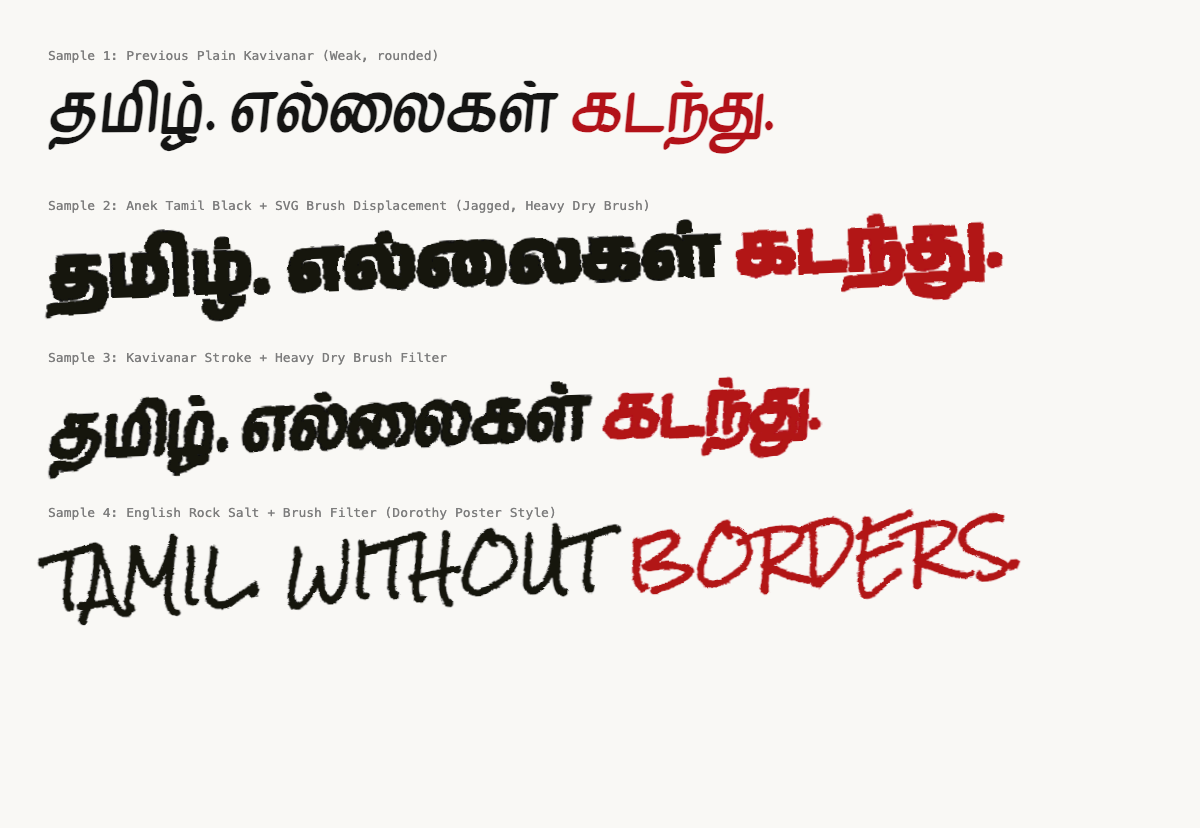 Sample 1: Previous Plain Kavivanar (Weak, rounded)
தமிழ். எல்லைகள் கடந்து.
Sample 2: Anek Tamil Black + SVG Brush Displacement (Jagged, Heavy Dry Brush)
தமிழ். எல்லைகள் கடந்து.
Sample 3: Kavivanar Stroke + Heavy Dry Brush Filter
தமிழ். எல்லைகள் கடந்து.
Sample 4: English Rock Salt + Brush Filter (Dorothy Poster Style)
TAMIL WITHOUT BORDERS.